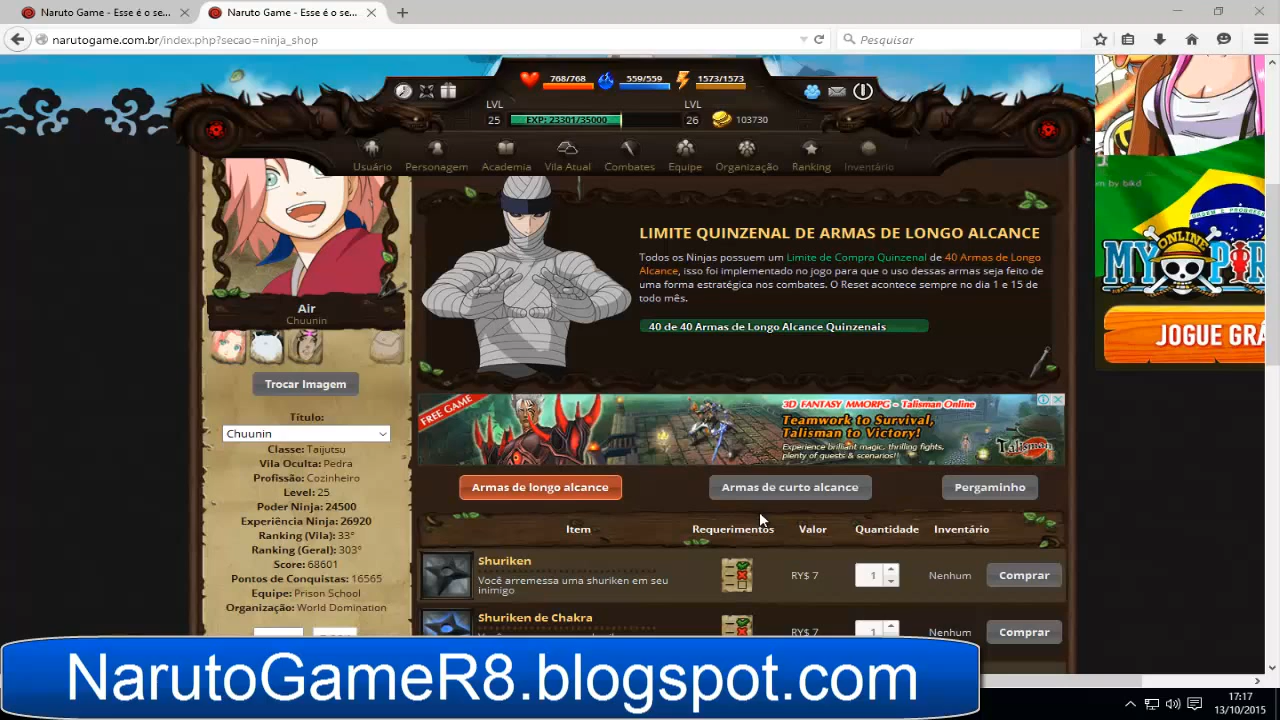 Naruto Game - Esse é o se...
Naruto Game - Esse é o se...
narutogame.com.br/index.php?secao=ninja_shop
Pesquisar
768/768
559/559
1573/1573
LVL
25
EXP: 23301/35000
LVL
26
103730
Usuário
Personagem
Academia
Vila Atual
Combates
Equipe
Organização
Ranking
Inventário
Air
Chuunin
Trocar Imagem
Título:
Chuunin
Classe: Taijutsu
Vila Oculta: Pedra
Profissão: Cozinheiro
Level: 25
Poder Ninja: 24500
Experiência Ninja: 26920
Ranking (Vila): 33°
Ranking (Geral): 303°
Score: 68601
Pontos de Conquistas: 16565
Equipe: Prison School
Organização: World Domination
LIMITE QUINZENAL DE ARMAS DE LONGO ALCANCE
Todos os Ninjas possuem um Limite de Compra Quinzenal de 40 Armas de Longo
Alcance, isso foi implementado no jogo para que o uso dessas armas seja feito de
uma forma estratégica nos combates. O Reset acontece sempre no dia 1 e 15 de
todo mês.
40 de 40 Armas de Longo Alcance Quinzenais
FREE GAME
3D FANTASY MMORPG - Talisman Online
Teamwork to Survival,
Talisman to Victory!
Experience brilliant magic, thrilling fights,
plenty of quests & scenarios!!
Talisman
Armas de longo alcance
Armas de curto alcance
Pergaminho
Item
Requerimentos
Valor
Quantidade
Inventário
Shuriken
Você arremessa uma shuriken em seu
inimigo
RY$ 7
1
Nenhum
Comprar
Shuriken de Chakra
RY$ 7
1
Nenhum
Comprar
m by bikd
ORDEM E PROGRESSO
ONLINE
MY PIR
JOGUE GRÁ
NarutoGameR8.blogspot.com
17:17
13/10/2015